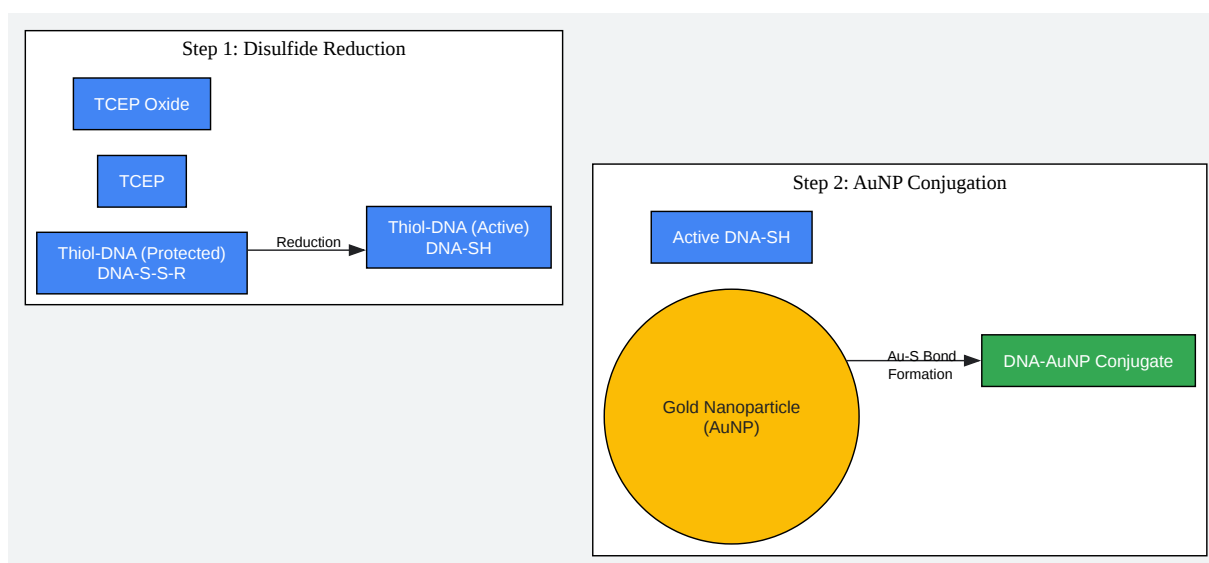 Step 1: Disulfide Reduction
TCEP Oxide
TCEP
Thiol-DNA (Protected)
DNA-S-S-R
Reduction
Thiol-DNA (Active)
DNA-SH
Step 2: AuNP Conjugation
Active DNA-SH
Gold Nanoparticle
(AuNP)
Au-S Bond
Formation
DNA-AuNP Conjugate